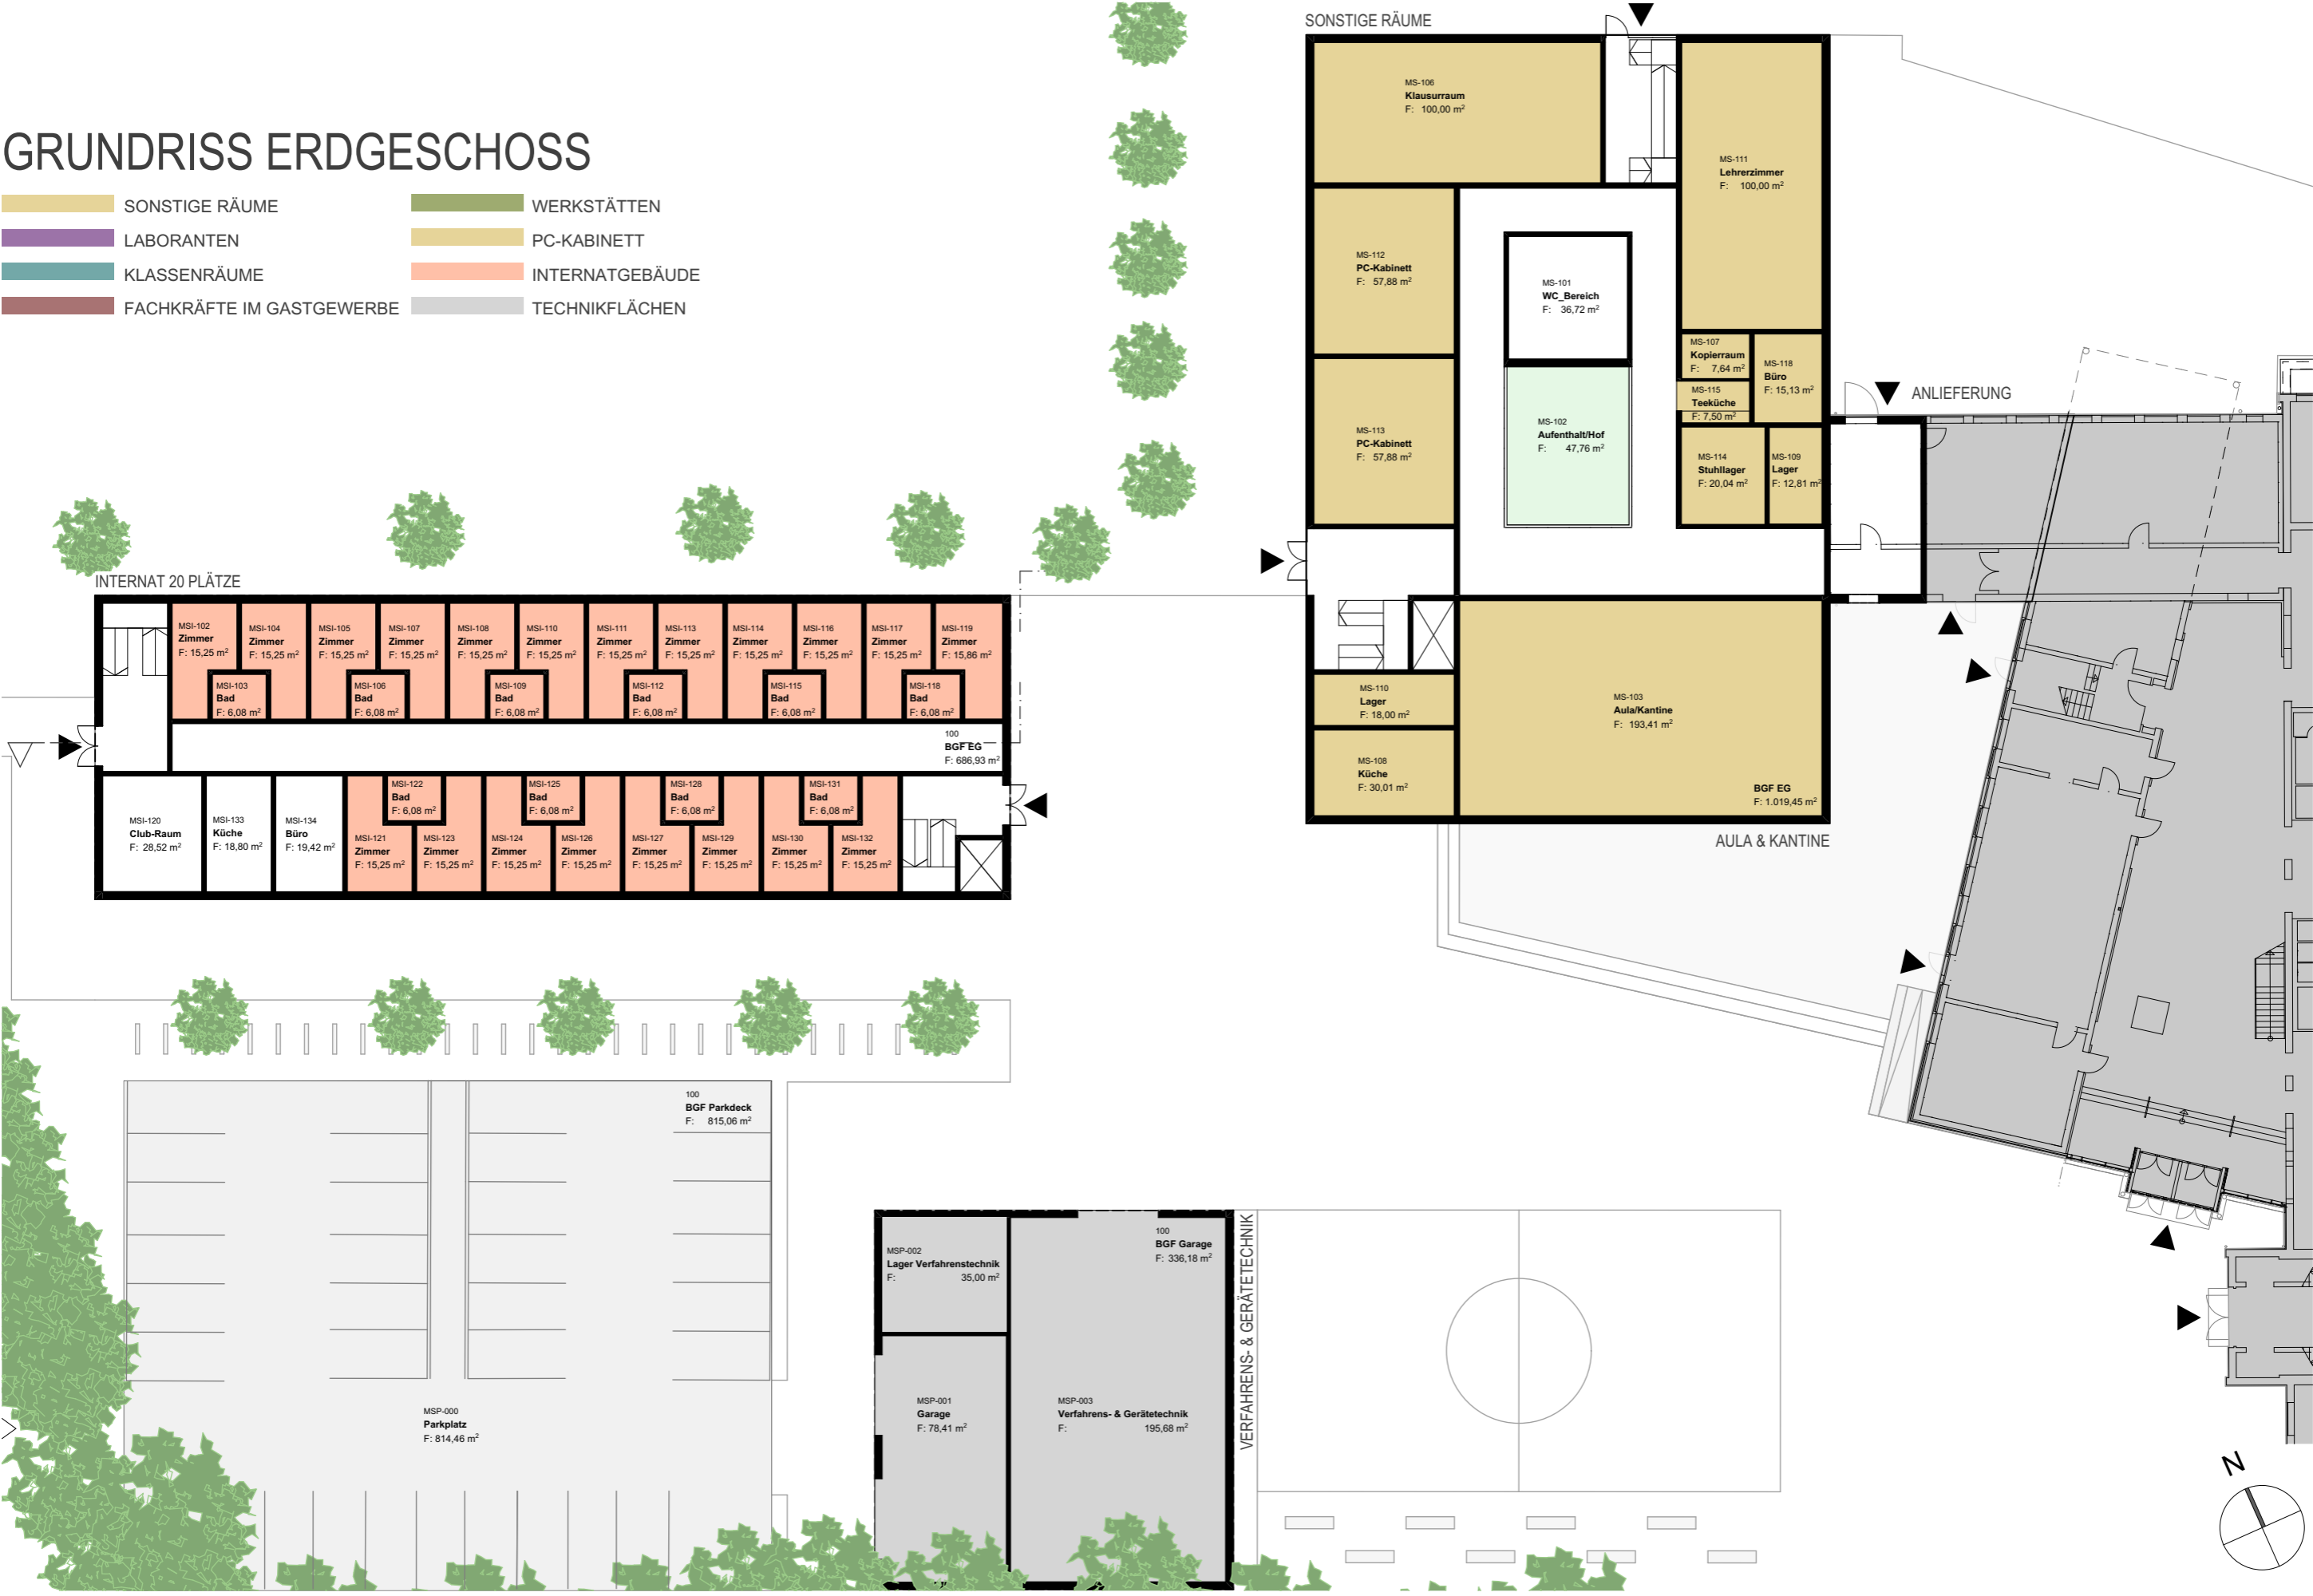 GRUNDRISS ERDGESCHOSS
SONSTIGE RÄUME
LABORANTEN
KLASSENRÄUME
FACHKRÄFTE IM GASTGEWERBE
WERKSTÄTTEN
PC-KABINETT
INTERNATGEBÄUDE
TECHNIKFLÄCHEN
SONSTIGE RÄUME
MS-106
Klausurraum
F: 100,00 m²
MS-111
Lehrerzimmer
F: 100,00 m²
MS-112
PC-Kabinett
F: 57,88 m²
MS-101
WC_Bereich
F: 36,72 m²
MS-107
Kopierraum
F: 7,64 m²
MS-118
Büro
F: 15,13 m²
MS-115
Teeküche
F: 7,50 m²
MS-113
PC-Kabinett
F: 57,88 m²
MS-102
Aufenthalt/Hof
F: 47,76 m²
MS-114
Stuhllager
F: 20,04 m²
MS-109
Lager
F: 12,81 m²
ANLIEFERUNG
MS-110
Lager
F: 18,00 m²
MS-103
Aula/Kantine
F: 193,41 m²
MS-108
Küche
F: 30,01 m²
BGF EG
F: 1.019,45 m²
AULA & KANTINE
INTERNAT 20 PLÄTZE
MSI-102
Zimmer
F: 15,25 m²
MSI-104
Zimmer
F: 15,25 m²
MSI-105
Zimmer
F: 15,25 m²
MSI-107
Zimmer
F: 15,25 m²
MSI-108
Zimmer
F: 15,25 m²
MSI-110
Zimmer
F: 15,25 m²
MSI-111
Zimmer
F: 15,25 m²
MSI-113
Zimmer
F: 15,25 m²
MSI-114
Zimmer
F: 15,25 m²
MSI-116
Zimmer
F: 15,25 m²
MSI-117
Zimmer
F: 15,25 m²
MSI-119
Zimmer
F: 15,86 m²
MSI-103
Bad
F: 6,08 m²
MSI-106
Bad
F: 6,08 m²
MSI-109
Bad
F: 6,08 m²
MSI-112
Bad
F: 6,08 m²
MSI-115
Bad
F: 6,08 m²
MSI-118
Bad
F: 6,08 m²
100
BGF EG
F: 686,93 m²
MSI-120
Club-Raum
F: 28,52 m²
MSI-133
Küche
F: 18,80 m²
MSI-134
Büro
F: 19,42 m²
MSI-122
Bad
F: 6,08 m²
MSI-125
Bad
F: 6,08 m²
MSI-128
Bad
F: 6,08 m²
MSI-131
Bad
F: 6,08 m²
MSI-121
Zimmer
F: 15,25 m²
MSI-123
Zimmer
F: 15,25 m²
MSI-124
Zimmer
F: 15,25 m²
MSI-126
Zimmer
F: 15,25 m²
MSI-127
Zimmer
F: 15,25 m²
MSI-129
Zimmer
F: 15,25 m²
MSI-130
Zimmer
F: 15,25 m²
MSI-132
Zimmer
F: 15,25 m²
100
BGF Parkdeck
F: 815,06 m²
MSP-000
Parkplatz
F: 814,46 m²
MSP-002
Lager Verfahrenstechnik
F: 35,00 m²
100
BGF Garage
F: 336,18 m²
MSP-001
Garage
F: 78,41 m²
MSP-003
Verfahrens- & Gerätetechnik
F: 195,68 m²
VERFAHRENS- & GERÄTETECHNIK
N